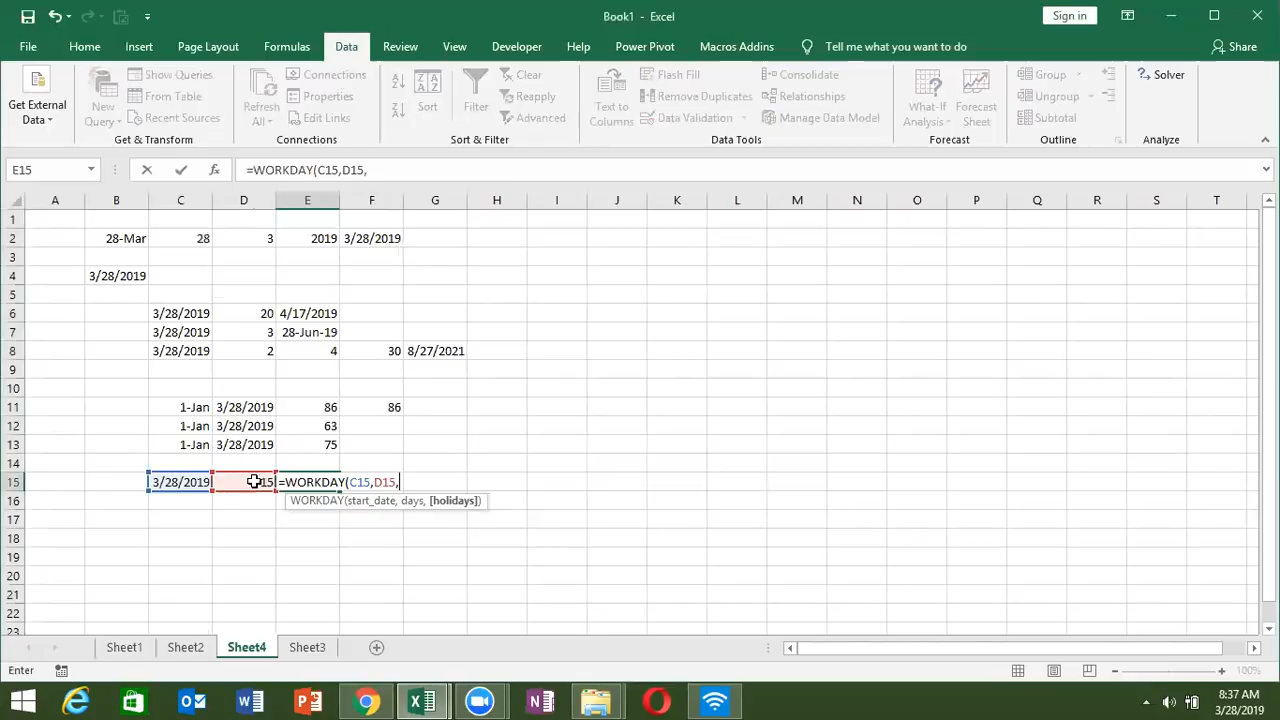 Book1 - Excel
Sign in
File Home Insert Page Layout Formulas Data Review View Developer Help Power Pivot Macros Addins Tell me what you want to do Share
Get External Data
New Query
Show Queries
From Table
Recent Sources
Get & Transform
Refresh All
Connections
Properties
Edit Links
Connections
Sort
Filter
Clear
Reapply
Advanced
Sort & Filter
Text to Columns
Flash Fill
Remove Duplicates
Data Validation
Consolidate
Relationships
Manage Data Model
Data Tools
What-If Analysis
Forecast Sheet
Forecast
Group
Ungroup
Subtotal
Outline
Solver
Analyze
E15 fx =WORKDAY(C15,D15,
A B C D E F G H I J K L M N O P Q R S T
1
2 28-Mar 28 3 2019 3/28/2019
3
4 3/28/2019
5
6 3/28/2019 20 4/17/2019
7 3/28/2019 3 28-Jun-19
8 3/28/2019 2 4 30 8/27/2021
9
10
11 1-Jan 3/28/2019 86 86
12 1-Jan 3/28/2019 63
13 1-Jan 3/28/2019 75
14
15 3/28/2019 15 =WORKDAY(C15,D15,
16 WORKDAY(start_date, days, [holidays])
17
18
19
20
21
22
23
Sheet1 Sheet2 Sheet4 Sheet3
Enter 100%
8:37 AM
3/28/2019